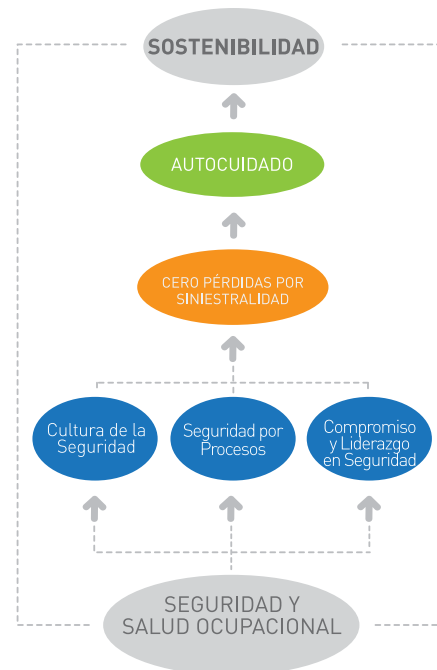 SOSTENIBILIDAD
AUTOCUIDADO
CERO PÉRDIDAS POR
SINIESTRALIDAD
Cultura de la
Seguridad
Seguridad por
Procesos
Compromiso
y Liderazgo
en Seguridad
SEGURIDAD Y
SALUD OCUPACIONAL